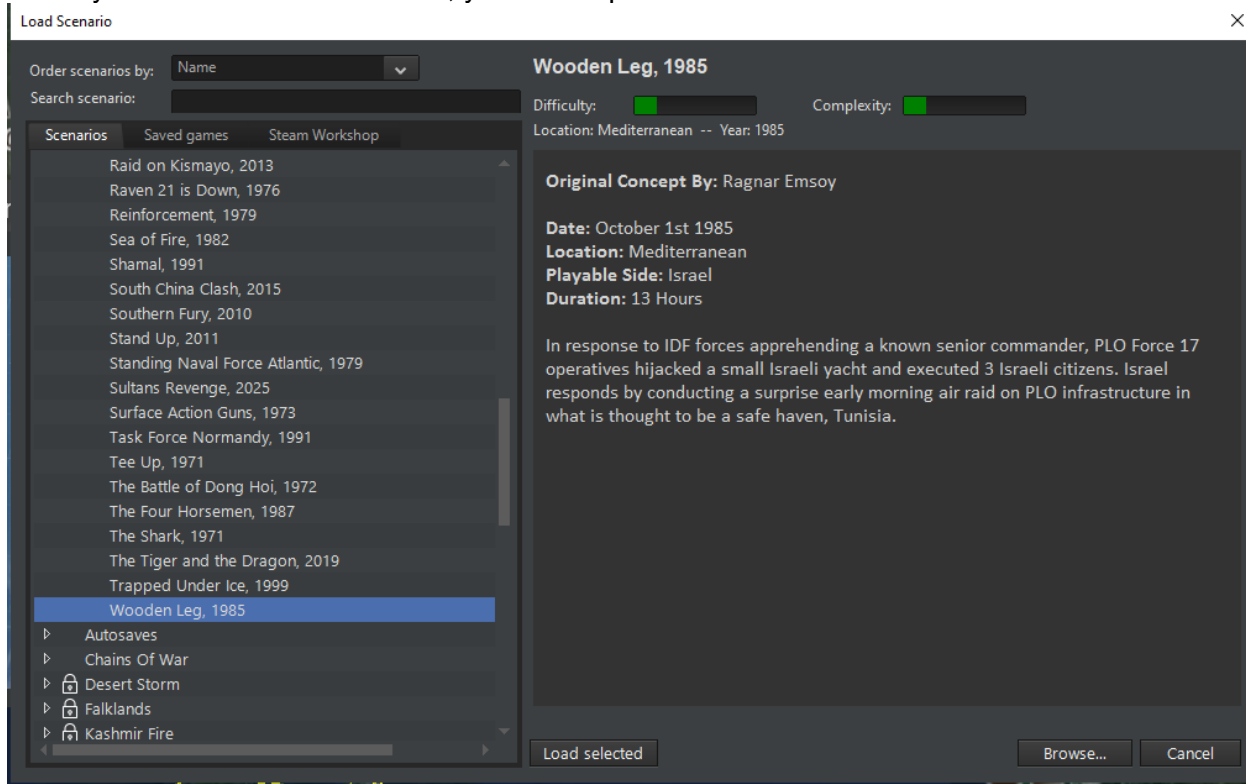 Load Scenario
Order scenarios by: Name
Search scenario:
Scenarios Saved games Steam Workshop
Raid on Kismayo, 2013
Raven 21 is Down, 1976
Reinforcement, 1979
Sea of Fire, 1982
Shamal, 1991
South China Clash, 2015
Southern Fury, 2010
Stand Up, 2011
Standing Naval Force Atlantic, 1979
Sultans Revenge, 2025
Surface Action Guns, 1973
Task Force Normandy, 1991
Tee Up, 1971
The Battle of Dong Hoi, 1972
The Four Horsemen, 1987
The Shark, 1971
The Tiger and the Dragon, 2019
Trapped Under Ice, 1999
Wooden Leg, 1985
Autosaves
Chains Of War
Desert Storm
Falklands
Kashmir Fire
Wooden Leg, 1985
Difficulty: Complexity:
Location: Mediterranean -- Year: 1985
Original Concept By: Ragnar Emsoy
Date: October 1st 1985
Location: Mediterranean
Playable Side: Israel
Duration: 13 Hours
In response to IDF forces apprehending a known senior commander, PLO Force 17
operatives hijacked a small Israeli yacht and executed 3 Israeli citizens. Israel
responds by conducting a surprise early morning air raid on PLO infrastructure in
what is thought to be a safe haven, Tunisia.
Load selected
Browse... Cancel